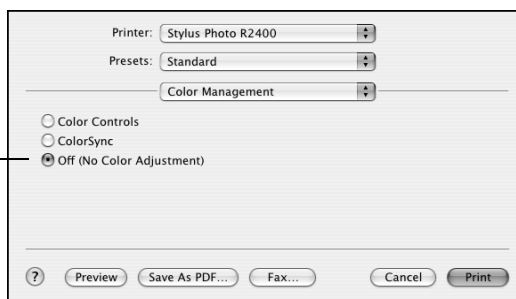 Printer: Stylus Photo R2400
Presets: Standard
Color Management
Color Controls
ColorSync
Off (No Color Adjustment)
? Preview Save As PDF... Fax... Cancel Print